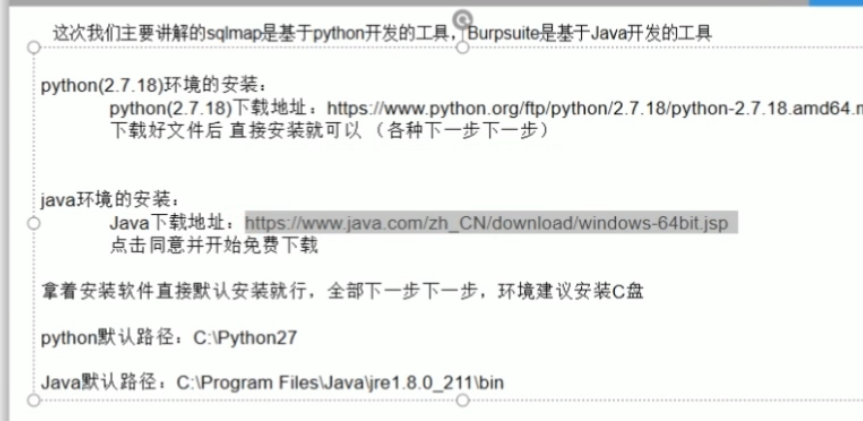 这次我们主要讲解的sqlmap是基于python开发的工具，Burpsuite是基于Java开发的工具
python(2.7.18)环境的安装：
python(2.7.18)下载地址：https://www.python.org/ftp/python/2.7.18/python-2.7.18.amd64.m
下载好文件后 直接安装就可以 （各种下一步下一步）
java环境的安装：
Java下载地址：https://www.java.com/zh_CN/download/windows-64bit.jsp
点击同意并开始免费下载
拿着安装软件直接默认安装就行，全部下一步下一步，环境建议安装C盘
python默认路径：C:\Python27
Java默认路径：C:\Program Files\Java\jre1.8.0_211\bin